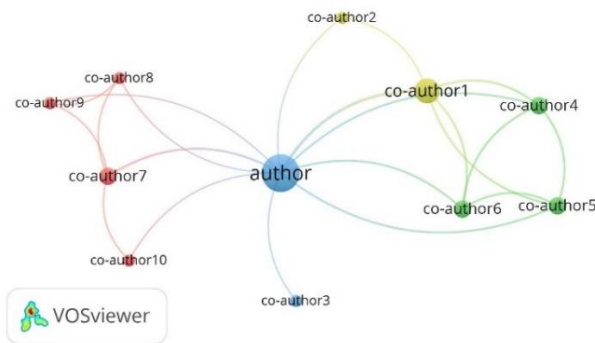 co-author2
co-author8
co-author1
co-author9
co-author4
author
co-author7
co-author6
co-author5
co-author10
co-author3
VOSviewer